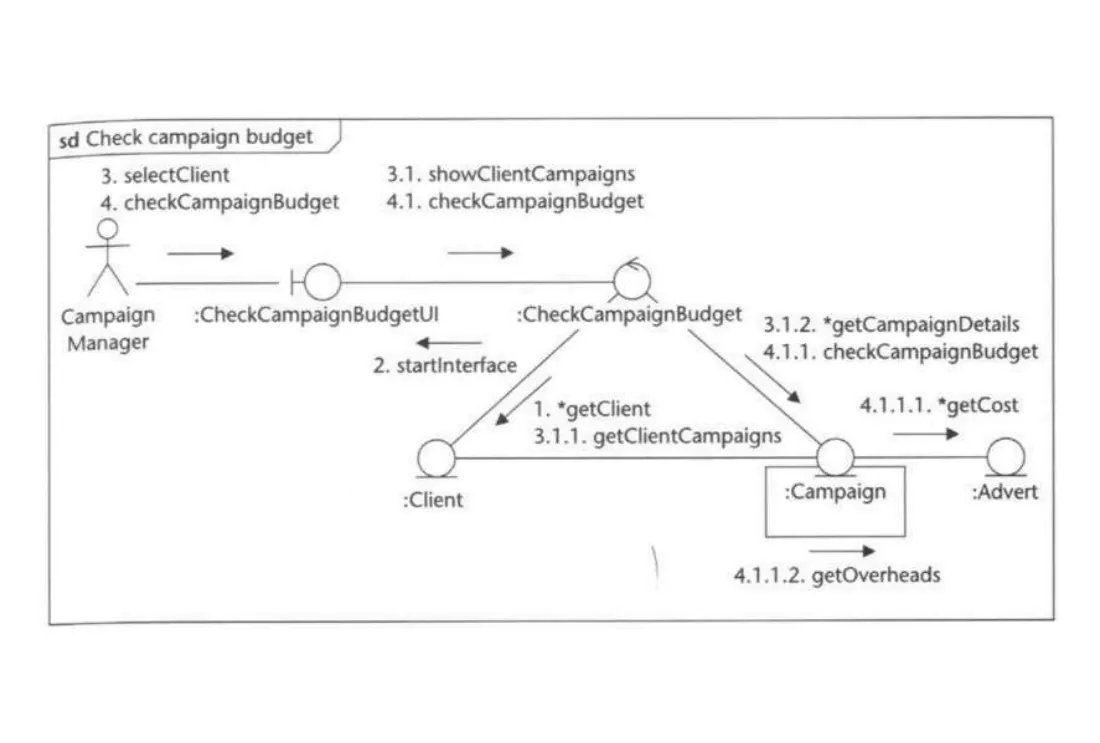 sd Check campaign budget
3. selectClient
4. checkCampaignBudget
3.1. showClientCampaigns
4.1. checkCampaignBudget
Campaign
Manager
:CheckCampaignBudgetUI
:CheckCampaignBudget
2. startInterface
3.1.2. *getCampaignDetails
4.1.1. checkCampaignBudget
1. *getClient
3.1.1. getClientCampaigns
4.1.1.1. *getCost
:Client
:Campaign
:Advert
4.1.1.2. getOverheads